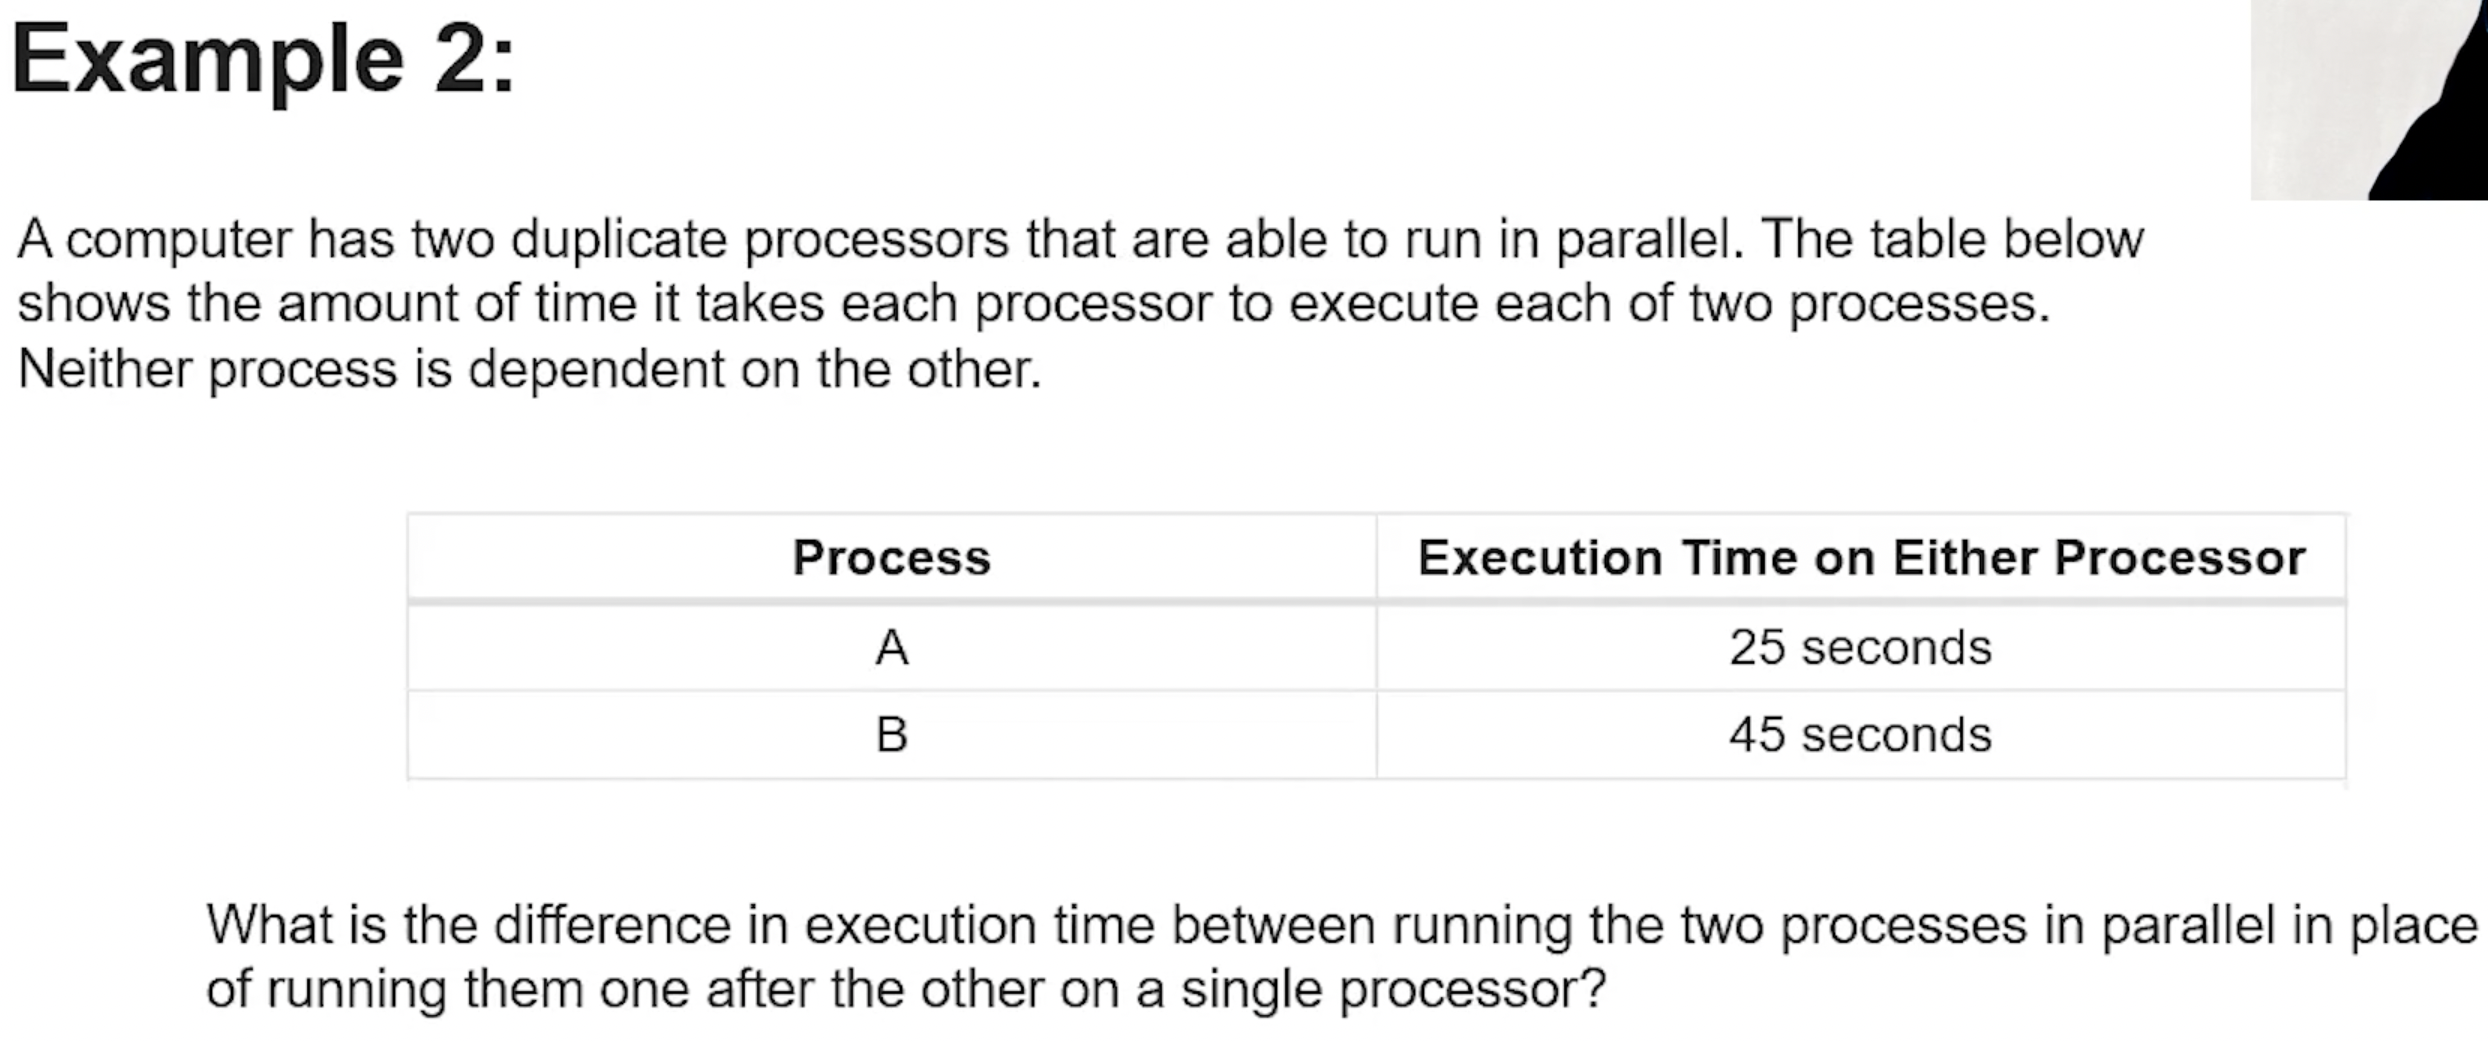 Example 2:
A computer has two duplicate processors that are able to run in parallel. The table below
shows the amount of time it takes each processor to execute each of two processes.
Neither process is dependent on the other.
Process Execution Time on Either Processor
A 25 seconds
B 45 seconds
What is the difference in execution time between running the two processes in parallel in place
of running them one after the other on a single processor?